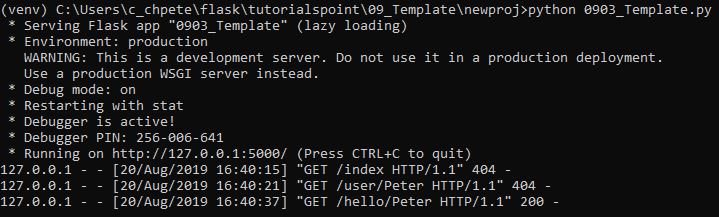 (venv) C:\Users\c_chpete\flask\tutorialspoint\09_Template\newproj>python 0903_Template.py
 * Serving Flask app "0903_Template" (lazy loading)
 * Environment: production
   WARNING: This is a development server. Do not use it in a production deployment.
   Use a production WSGI server instead.
 * Debug mode: on
 * Restarting with stat
 * Debugger is active!
 * Debugger PIN: 256-006-641
 * Running on http://127.0.0.1:5000/ (Press CTRL+C to quit)
127.0.0.1 - - [20/Aug/2019 16:40:15] "GET /index HTTP/1.1" 404 -
127.0.0.1 - - [20/Aug/2019 16:40:21] "GET /user/Peter HTTP/1.1" 404 -
127.0.0.1 - - [20/Aug/2019 16:40:37] "GET /hello/Peter HTTP/1.1" 200 -